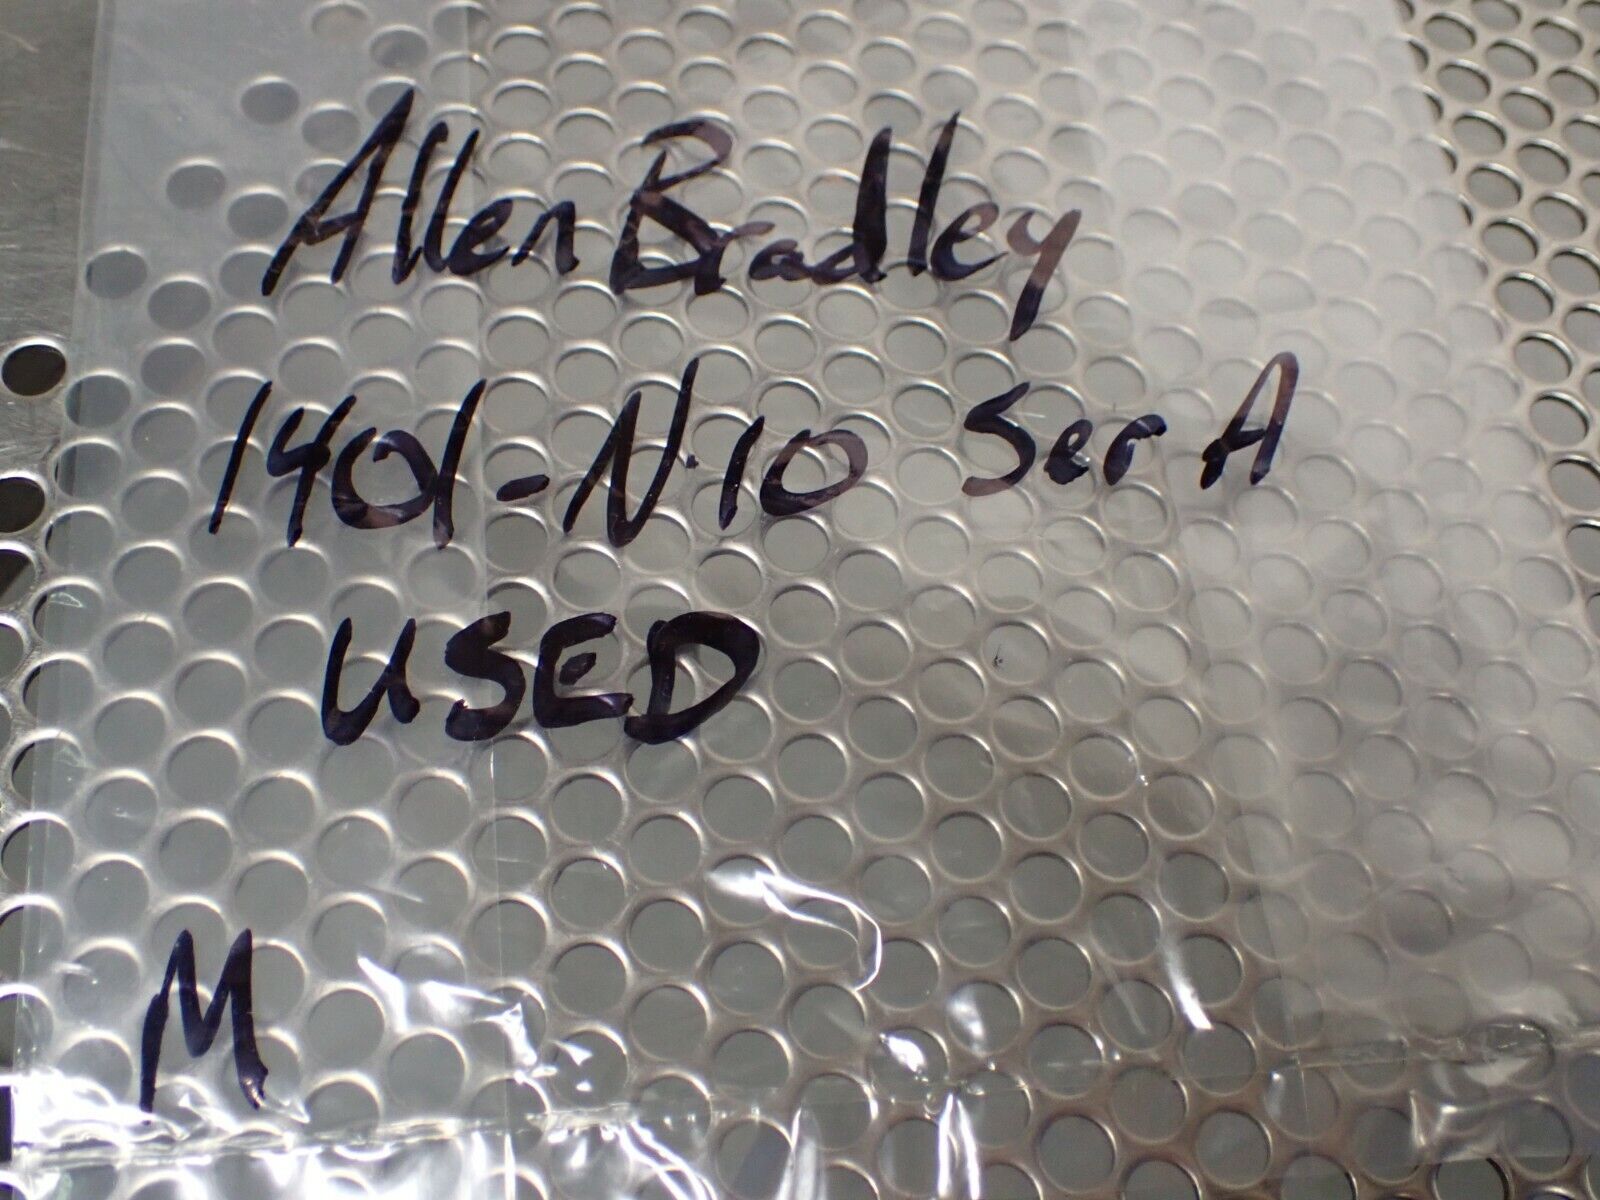 Allen Bradley
1401-N10 Ser A
USED
M